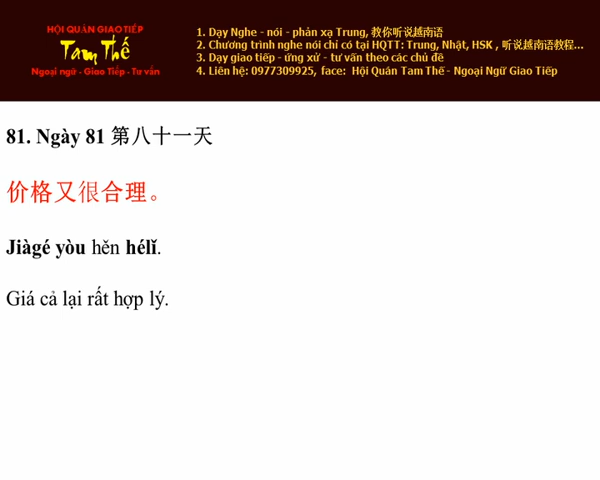 HỘI QUÁN GIAO TIẾP
Tam Thế
Ngoại ngữ - Giao Tiếp - Tư vấn
1. Dạy Nghe - nói - phản xạ Trung, 教你听说越南语
2. Chương trình nghe nói chỉ có tại HQTT: Trung, Nhật, HSK , 听说越南语教程...
3. Dạy giao tiếp - ứng xử - tư vấn theo các chủ đề
4. Liên hệ: 0977309925, face: Hội Quán Tam Thế - Ngoại Ngữ Giao Tiếp
81. Ngày 81 第八十一天
价格又很合理。
Jiàgé yòu hěn hélǐ.
Giá cả lại rất hợp lý.